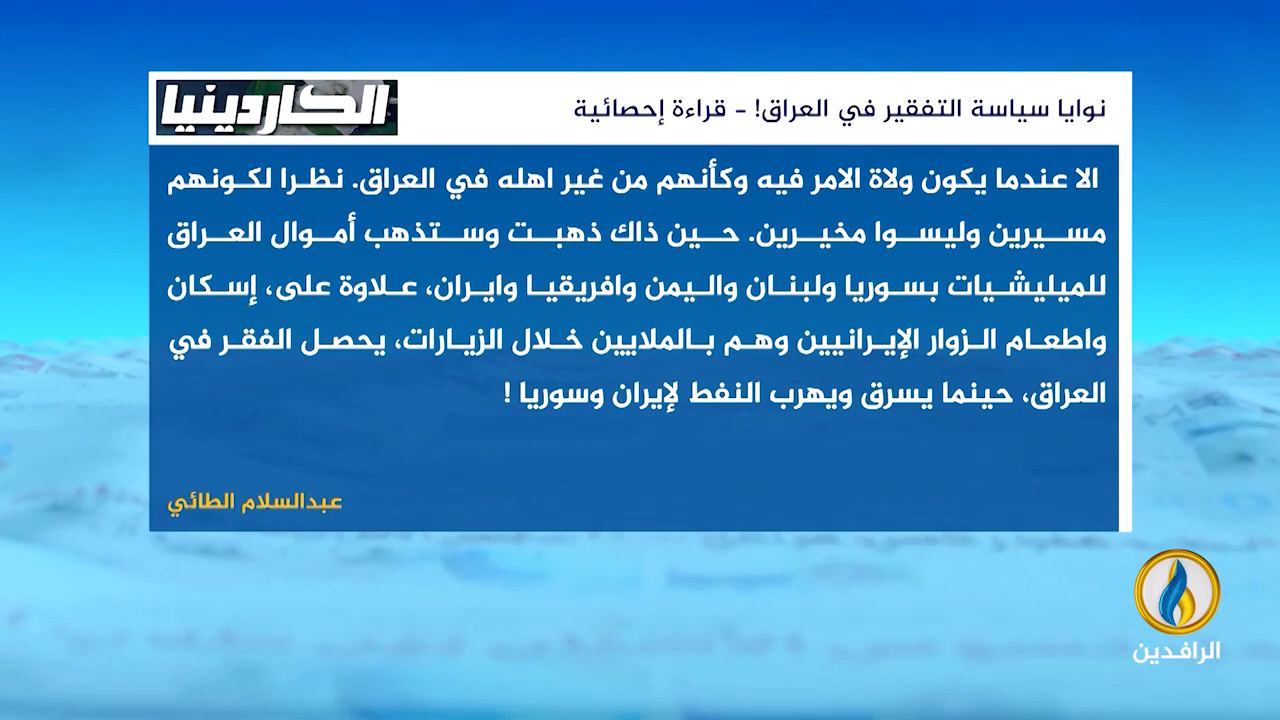 الكاردينيا
نوايا سياسة التفقير في العراق! - قراءة إحصائية
الا عندما يكون ولاة الامر فيه وكأنهم من غير اهله في العراق. نظرا لكونهم
مسيرين وليسوا مخيرين. حين ذاك ذهبت وستذهب أموال العراق
للميليشيات بسوريا ولبنان واليمن وافريقيا وايران، علاوة على، إسكان
واطعام الزوار الإيرانيين وهم بالملايين خلال الزيارات، يحصل الفقر في
العراق، حينما يسرق ويهرب النفط لإيران وسوريا !
عبدالسلام الطائي
الرافدين